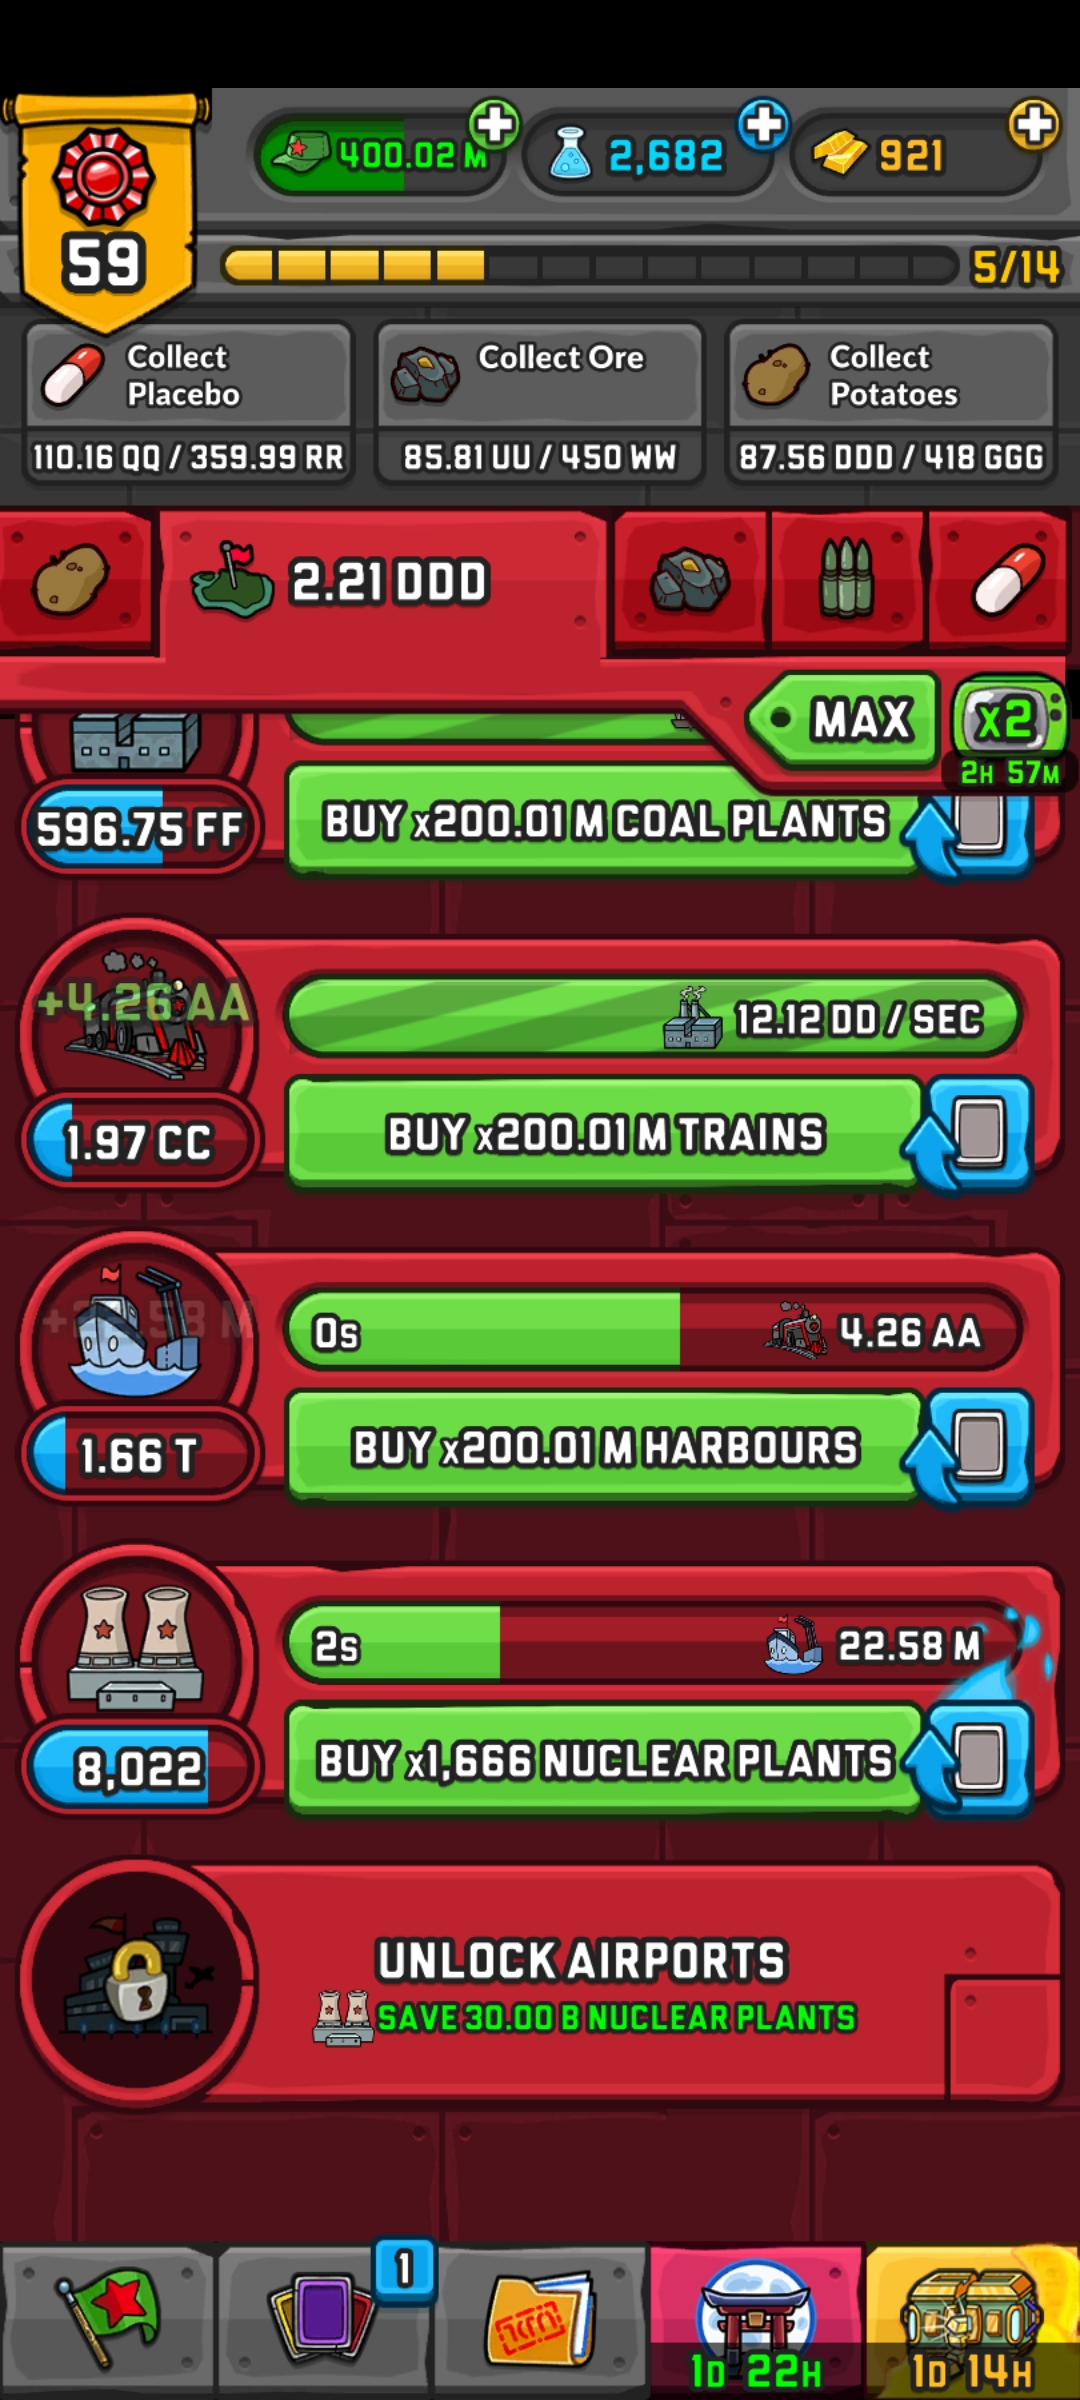 400.02 M
2,682
921
59
5/14
Collect
Placebo
110.16 QQ / 359.99 RR
Collect Ore
85.81 UU / 450 WW
Collect
Potatoes
87.56 DDD / 418 GGG
2.21 DDD
MAX
x2
2H 57M
596.75 FF
BUY x200.01 M COAL PLANTS
+4.26 AA
12.12 DD / SEC
1.97 CC
BUY x200.01 M TRAINS
0s
4.26 AA
1.66 T
BUY x200.01 M HARBOURS
2s
22.58 M
8,022
BUY x1,666 NUCLEAR PLANTS
UNLOCK AIRPORTS
SAVE 30.00 B NUCLEAR PLANTS
1
1D 22H
1D 14H